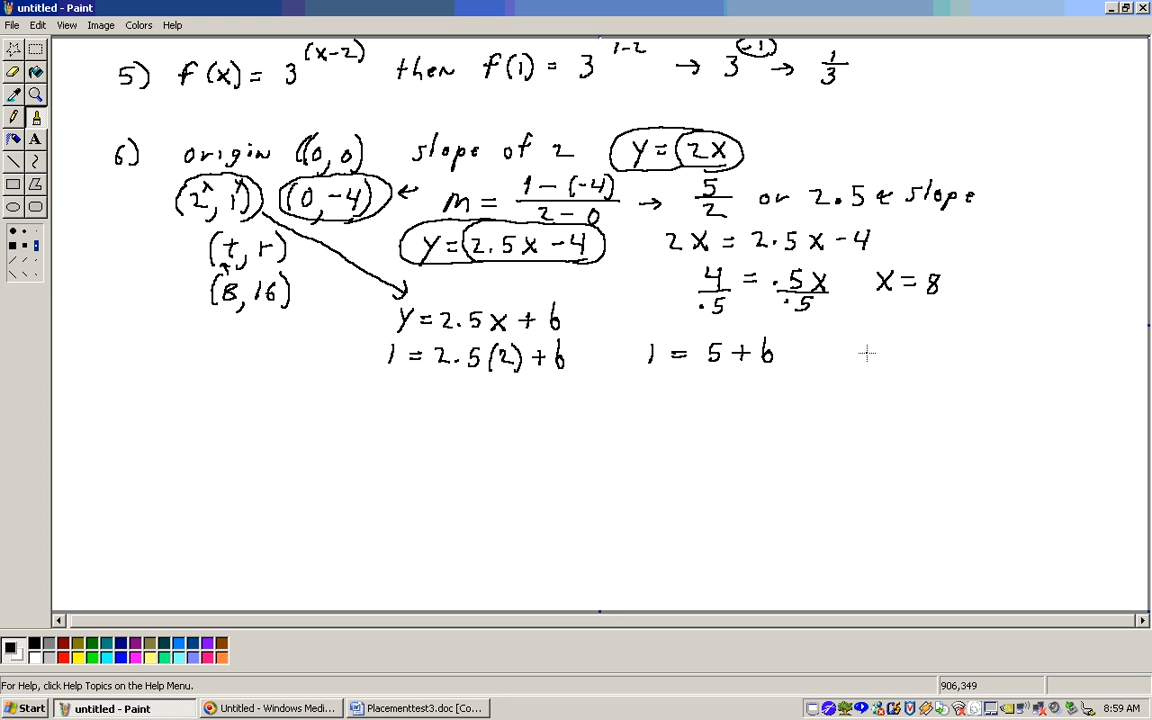 untitled - Paint
File Edit View Image Colors Help
5) f(x) = 3^(x-2) then f(1) = 3^1-2 → 3^(-1) → 1/3
6) origin (0,0) slope of 2 y = 2x
(2,1) (0,-4) ← m = 1-(-4)/2-0 → 5/2 or 2.5 ← slope
x y
(t, r) y = 2.5x - 4 2x = 2.5x - 4
(8, 16) 4/.5 = .5x/.5 x = 8
y = 2.5x + b
1 = 2.5(2) + b 1 = 5 + b
For Help, click Help Topics on the Help Menu. 906,349
Start untitled - Paint Untitled - Windows Medi... Placementtest3.doc [Co... 8:59 AM